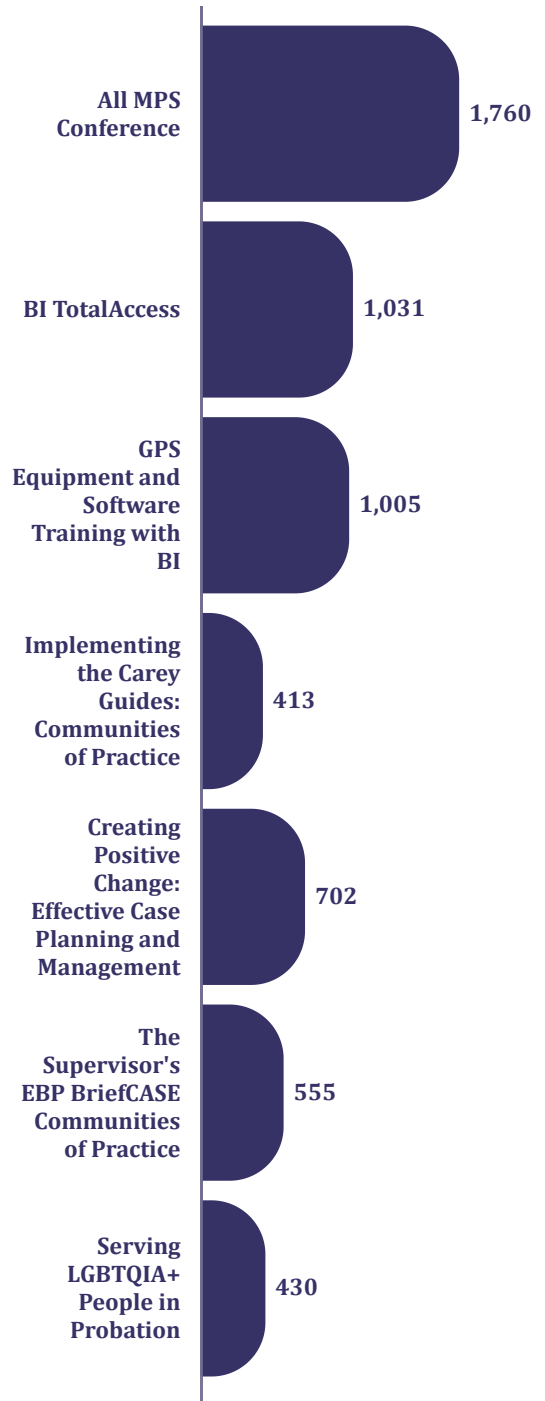 All MPS
Conference
1,760
BI TotalAccess
1,031
GPS
Equipment and
Software
Training with
BI
1,005
Implementing
the Carey
Guides:
Communities
of Practice
413
Creating
Positive
Change:
Effective Case
Planning and
Management
702
The
Supervisor's
EBP BriefCASE
Communities
of Practice
555
Serving
LGBTQIA+
People in
Probation
430